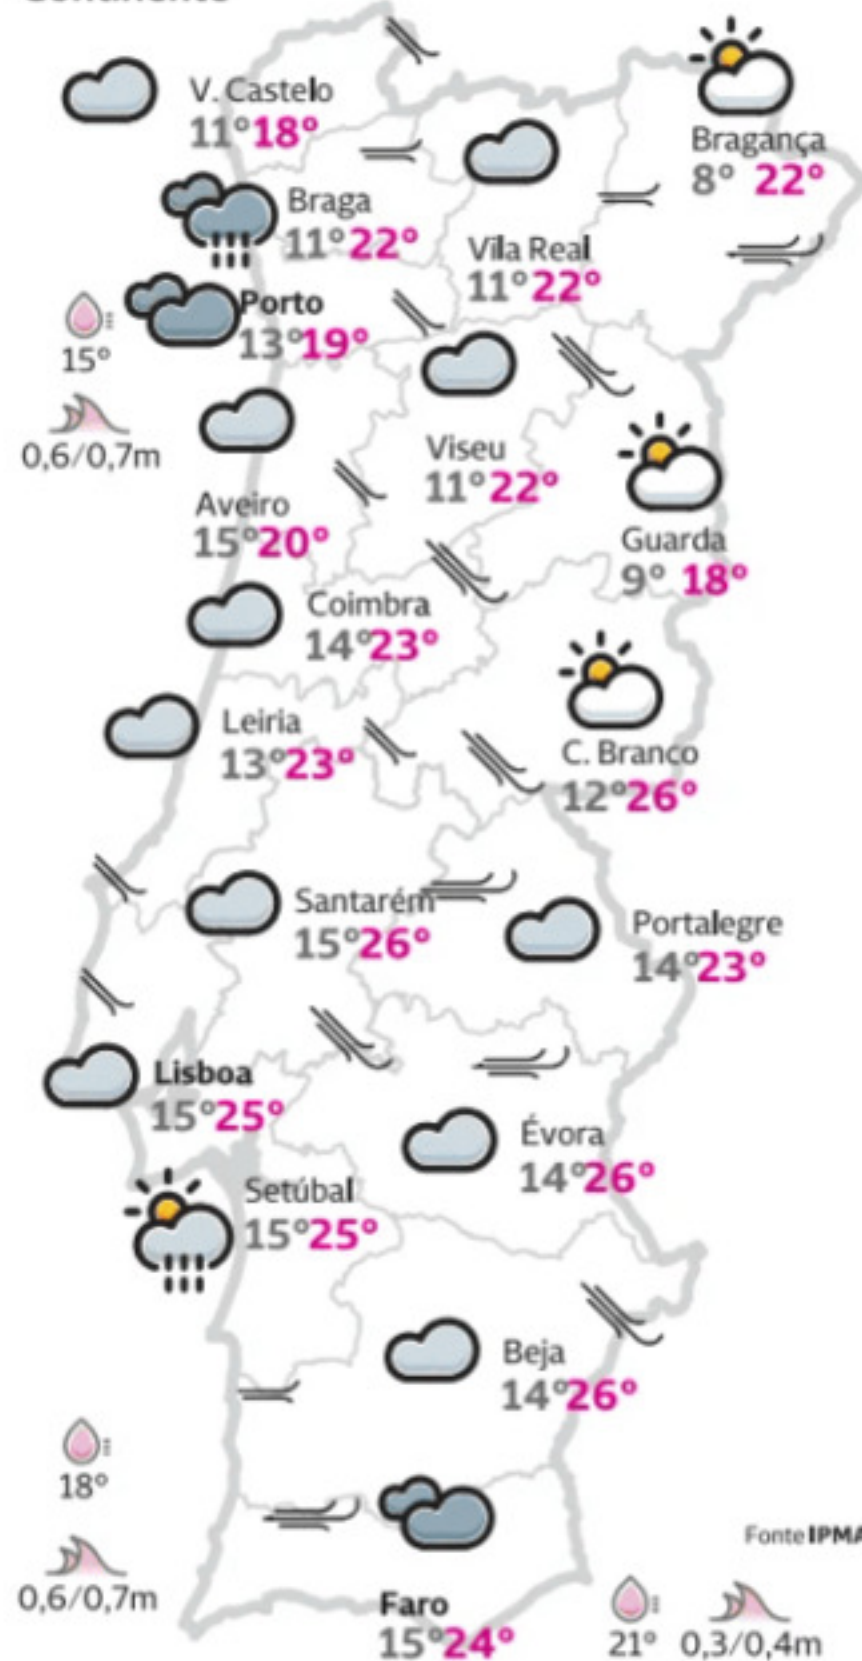 V. Castelo
11° 18°
Bragança
8° 22°
Braga
11° 22°
Vila Real
11° 22°
Porto
13° 19°
15°
0,6/0,7m
Viseu
11° 22°
Aveiro
15° 20°
Guarda
9° 18°
Coimbra
14° 23°
Leiria
13° 23°
C. Branco
12° 26°
Santarém
15° 26°
Portalegre
14° 23°
Lisboa
15° 25°
Évora
14° 26°
Setúbal
15° 25°
Beja
14° 26°
18°
0,6/0,7m
Fonte IPMA
Faro
15° 24°
21°
0,3/0,4m